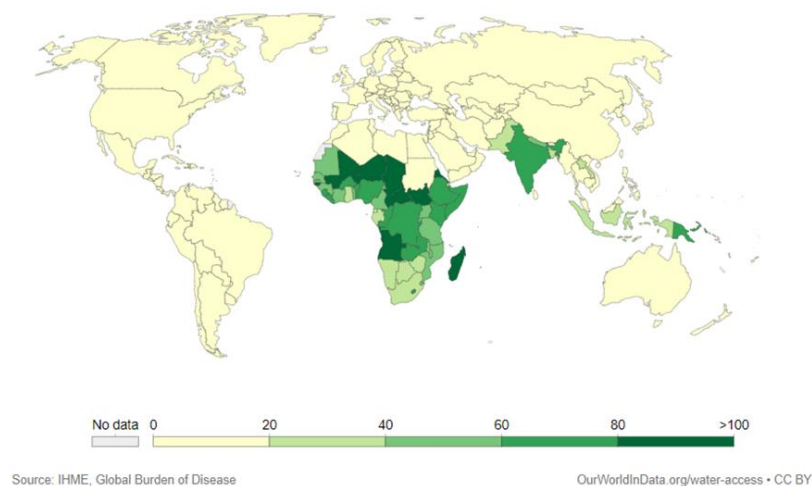 No data 0 20 40 60 80 >100
Source: IHME, Global Burden of Disease
OurWorldInData.org/water-access • CC BY